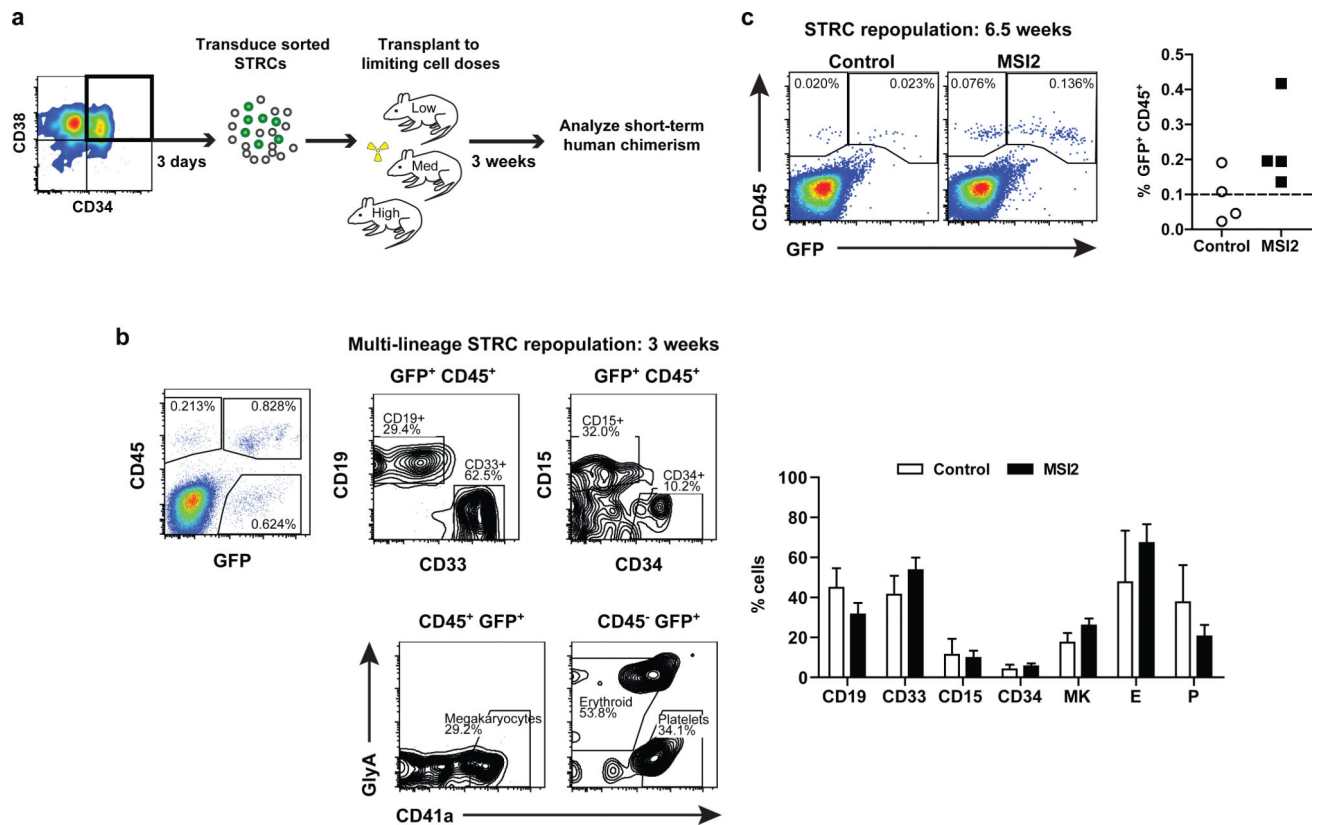 a
Transduce sorted
STRCs
Transplant to
limiting cell doses
CD38
CD34
3 days
Low
Med
High
3 weeks
Analyze short-term
human chimerism
c
STRC repopulation: 6.5 weeks
Control
MSI2
0.020%
0.023%
0.076%
0.136%
CD45
GFP
% GFP⁺ CD45⁺
0.5
0.4
0.3
0.2
0.1
0.0
Control
MSI2
b
Multi-lineage STRC repopulation: 3 weeks
0.213%
0.828%
0.624%
CD45
GFP
GFP⁺ CD45⁺
CD19+
29.4%
CD33+
62.5%
CD19
CD33
GFP⁺ CD45⁺
CD15+
32.0%
CD34+
10.2%
CD15
CD34
CD45⁺ GFP⁺
Megakaryocytes
29.2%
CD45⁻ GFP⁺
Erythroid
53.8%
Platelets
34.1%
GlyA
CD41a
Control
MSI2
% cells
100
80
60
40
20
0
CD19
CD33
CD15
CD34
MK
E
P